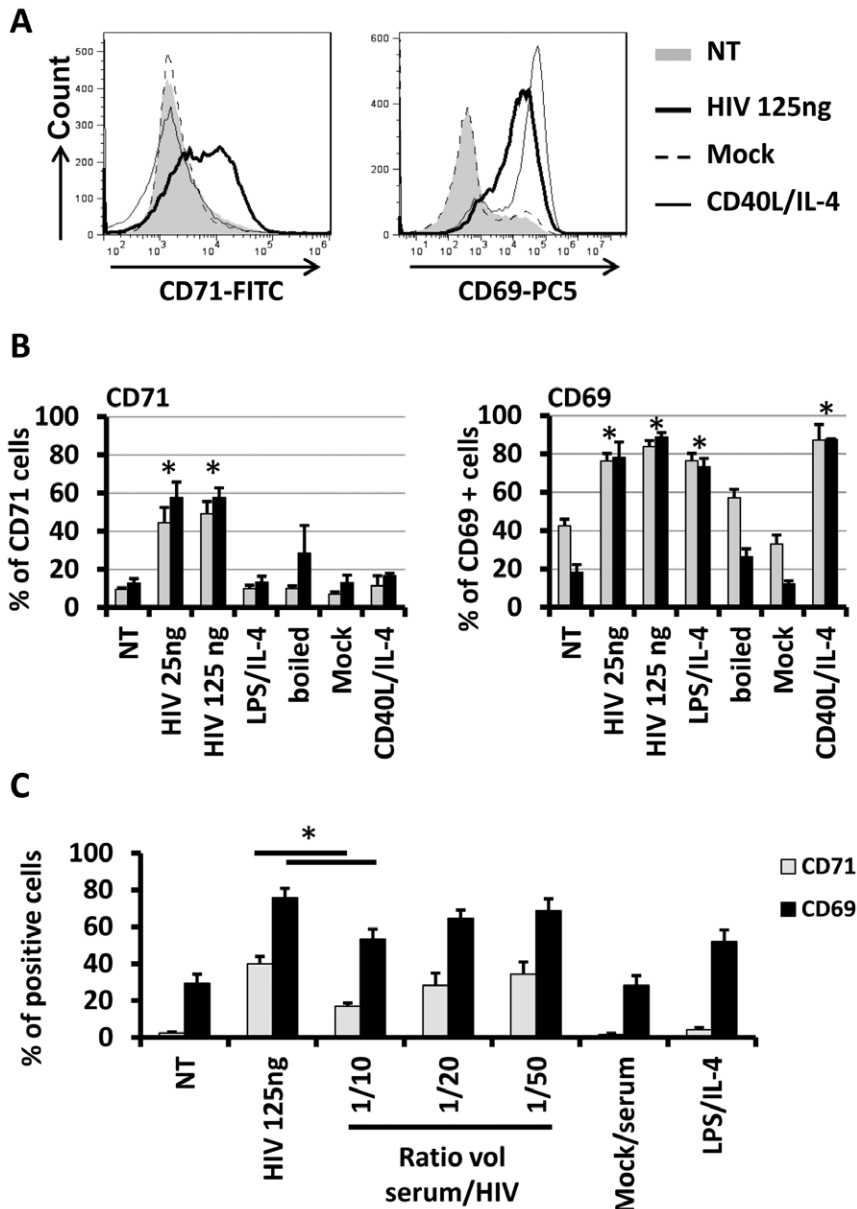 A
Count
500
400
300
200
100
0
10² 10³ 10⁴ 10⁵ 10⁶
CD71-FITC
600
400
200
0
10¹ 10² 10³ 10⁴ 10⁵ 10⁶ 10⁷
CD69-PC5
NT
HIV 125ng
Mock
CD40L/IL-4
B
CD71
% of CD71 cells
100
80
60
40
20
0
* *
NT
HIV 25ng
HIV 125 ng
LPS/IL-4
boiled
Mock
CD40L/IL-4
CD69
% of CD69 + cells
100
80
60
40
20
0
* * * *
NT
HIV 25ng
HIV 125 ng
LPS/IL-4
boiled
Mock
CD40L/IL-4
C
% of positive cells
100
80
60
40
20
0
*
CD71
CD69
NT
HIV 125ng
1/10
1/20
1/50
Ratio vol
serum/HIV
Mock/serum
LPS/IL-4